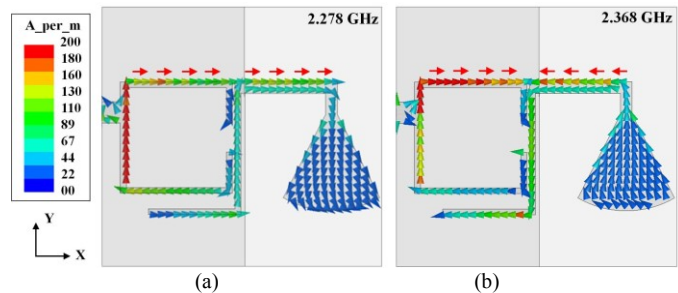 A_per_m
200
180
160
130
110
89
67
44
22
00
Y
X
2.278 GHz
2.368 GHz
(a)
(b)